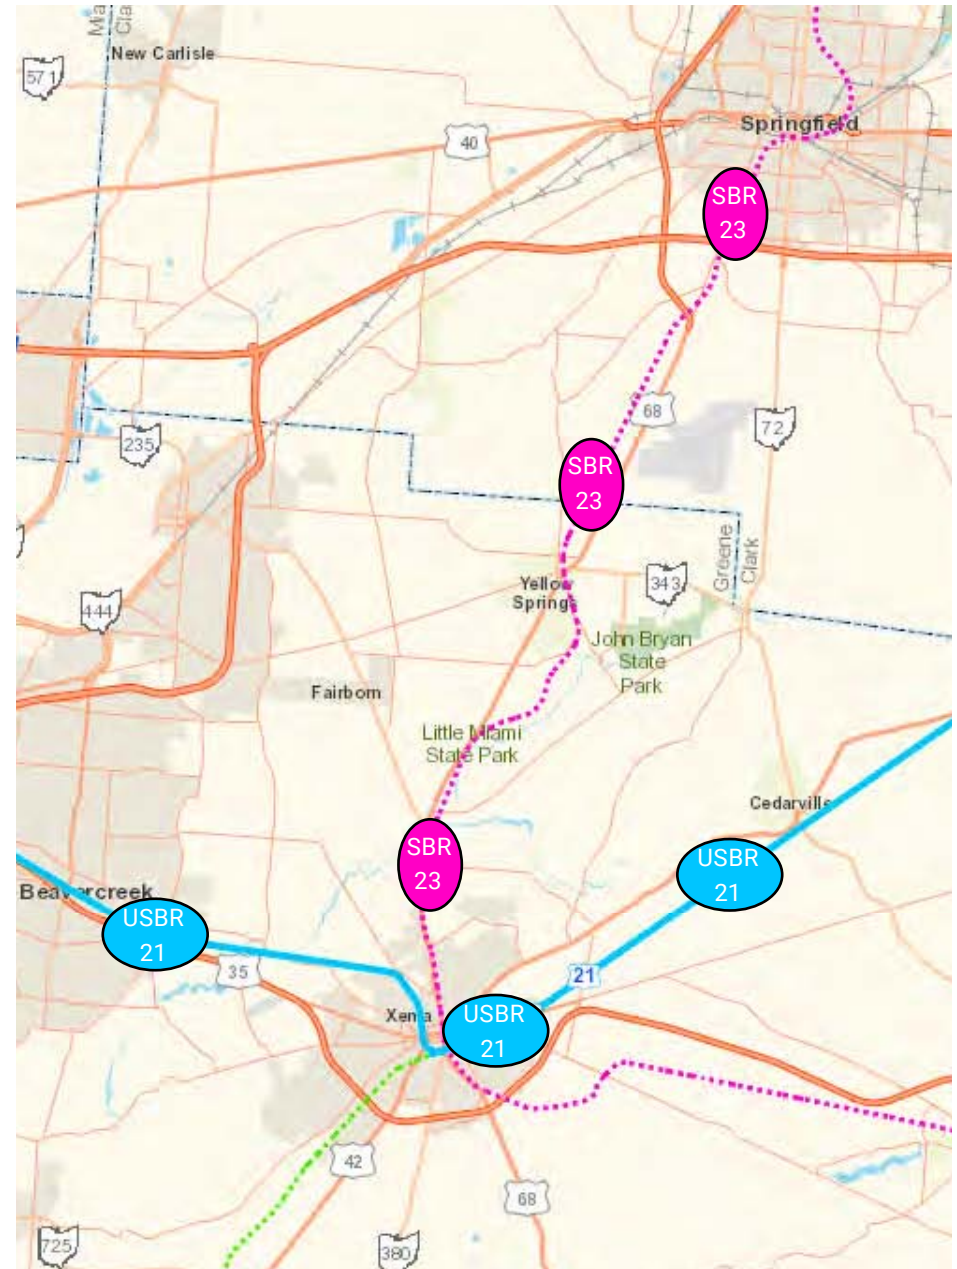 Mia
Cla
New Carlisle
571
40
Springfield
SBR
23
68
72
235
SBR
23
Greene
Clark
Yellow
Springs
343
444
John Bryan
State
Park
Fairborn
Little Miami
State Park
Cedarville
SBR
23
USBR
21
Beavercreek
USBR
21
35
21
Xenia
USBR
21
42
68
725
380